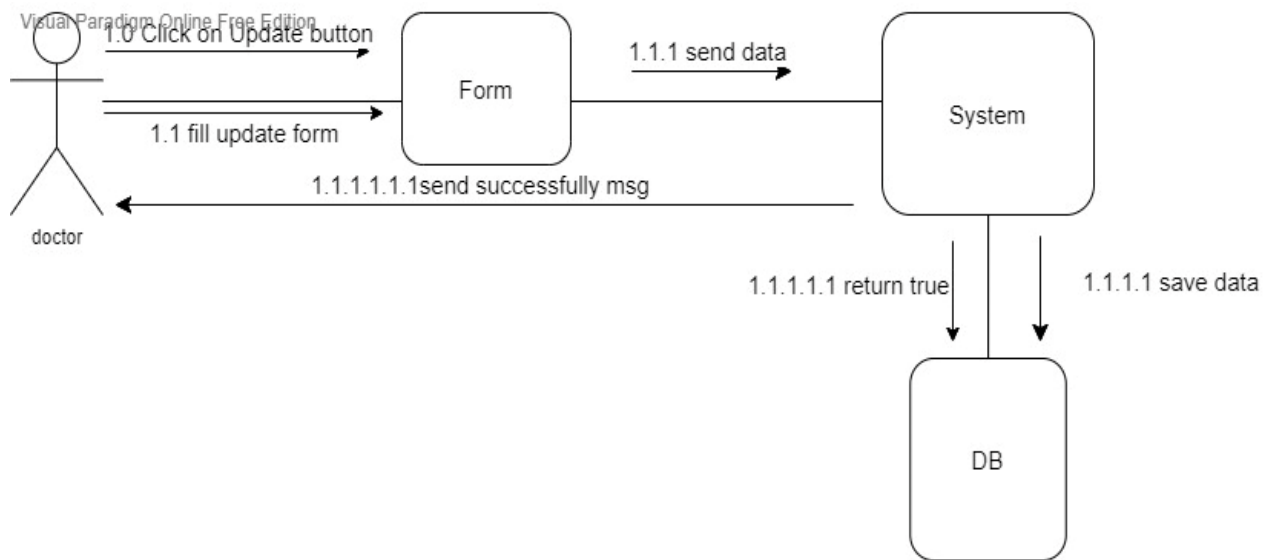 Visual Paradigm Online Free Edition
1.0 Click on Update button
1.1.1 send data
Form
System
1.1 fill update form
1.1.1.1.1.1send successfully msg
doctor
1.1.1.1.1 return true
1.1.1.1 save data
DB